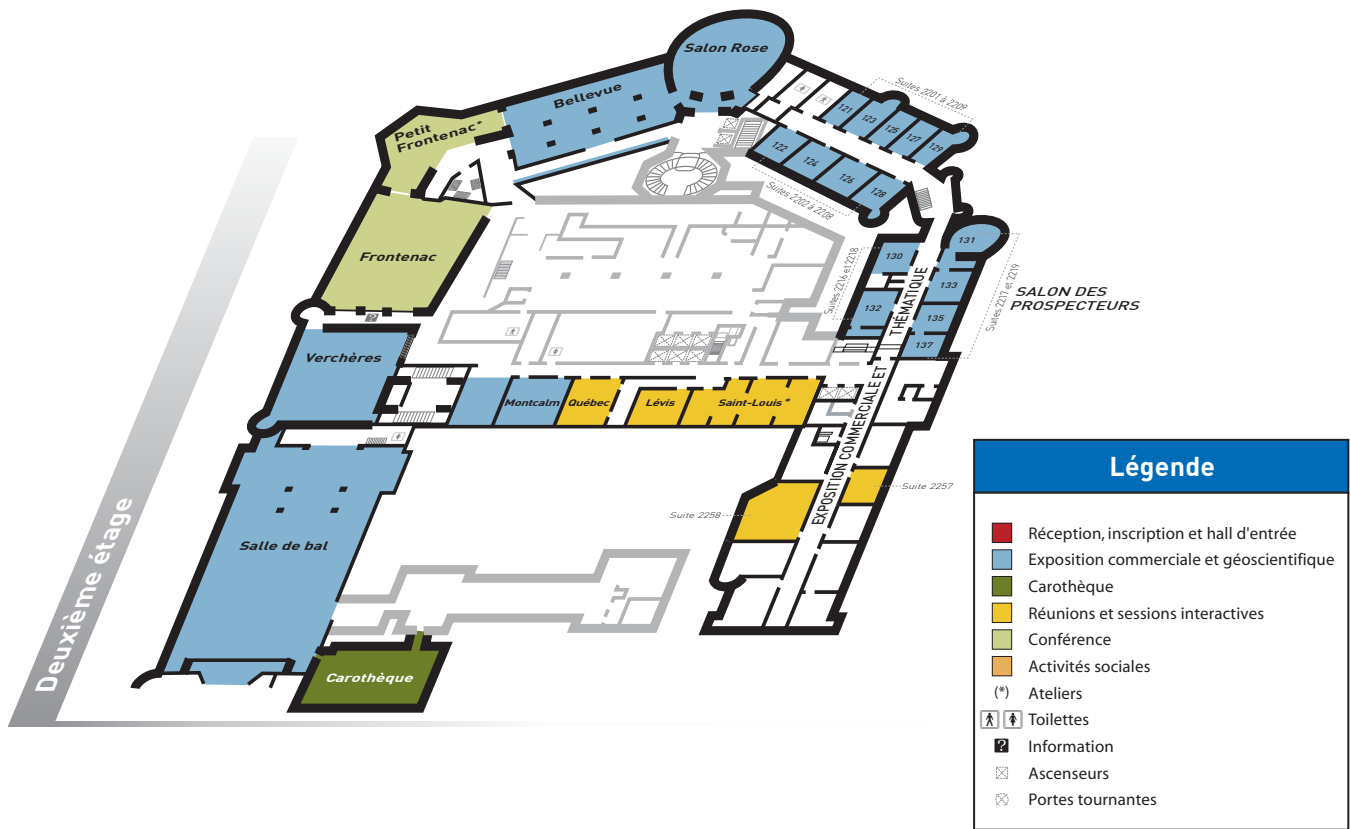 Salon Rose
Bellevue
Petit
Frontenac*
Suites 2201 à 2209
121
123
125
127
129
122
124
126
128
Suites 2202 à 2208
Frontenac
131
130
133
132
135
137
Suites 2216 et 2218
Suites 2217 et 2219
SALON DES
PROSPECTEURS
EXPOSITION COMMERCIALE ET THÉMATIQUE
Verchères
Montcalm
Québec
Lévis
Saint-Louis *
Suite 2257
Suite 2258
Salle de bal
Carothèque
Deuxième étage
Légende
Réception, inscription et hall d'entrée
Exposition commerciale et géoscientifique
Carothèque
Réunions et sessions interactives
Conférence
Activités sociales
(*) Ateliers
Toilettes
? Information
Ascenseurs
Portes tournantes